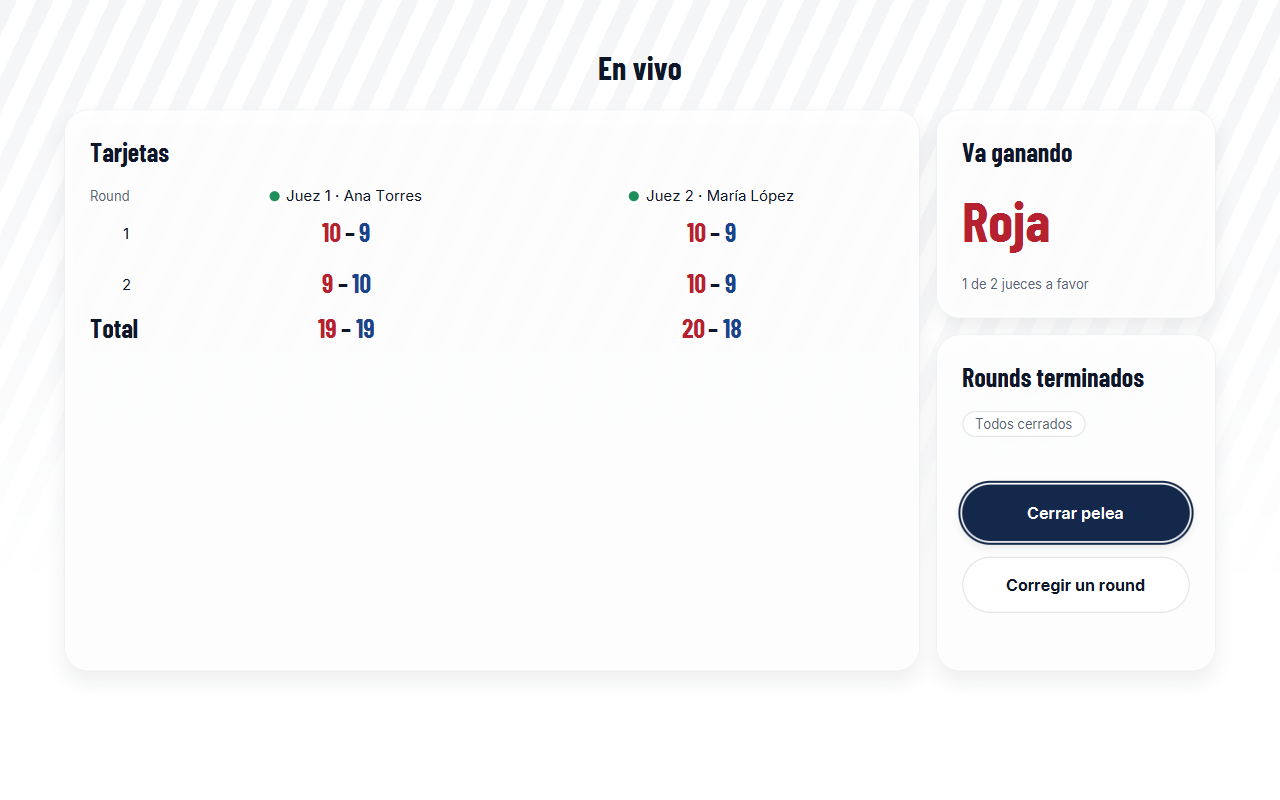 En vivo
Tarjetas
Round
Juez 1 · Ana Torres
Juez 2 · María López
1
10 – 9
10 – 9
2
9 – 10
10 – 9
Total
19 – 19
20 – 18
Va ganando
Roja
1 de 2 jueces a favor
Rounds terminados
Todos cerrados
Cerrar pelea
Corregir un round